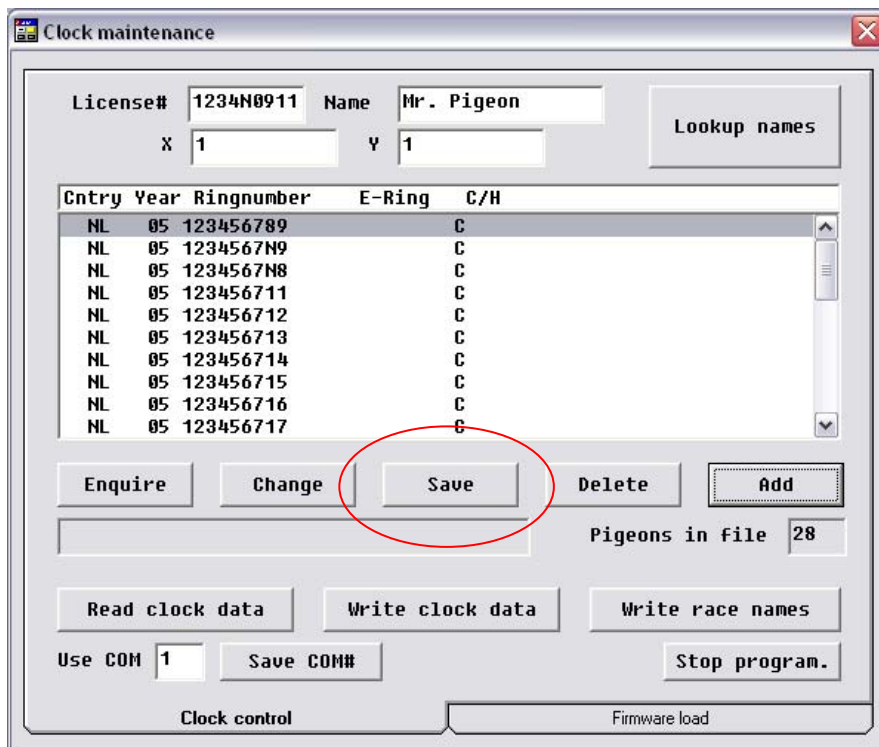 Clock maintenance
License# 1234N0911 Name Mr. Pigeon
Lookup names
X 1 Y 1
Cntry Year Ringnumber E-Ring C/H
NL 05 123456789 C
NL 05 1234567N9 C
NL 05 1234567N8 C
NL 05 123456711 C
NL 05 123456712 C
NL 05 123456713 C
NL 05 123456714 C
NL 05 123456715 C
NL 05 123456716 C
NL 05 123456717 C
Enquire Change Save Delete Add
Pigeons in file 28
Read clock data Write clock data Write race names
Use COM 1 Save COM# Stop program.
Clock control Firmware load